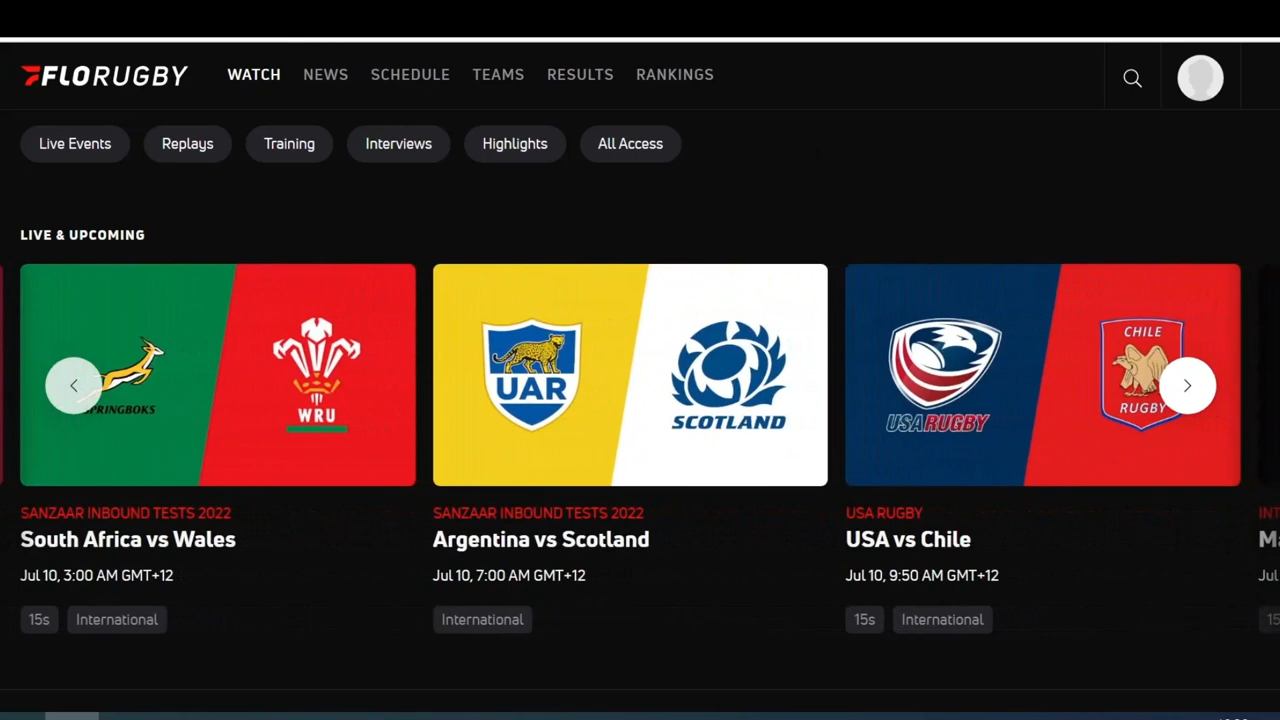 FLORUGBY WATCH NEWS SCHEDULE TEAMS RESULTS RANKINGS
Live Events Replays Training Interviews Highlights All Access
LIVE & UPCOMING
SPRINGBOKS
WRU
UAR
SCOTLAND
USA RUGBY
CHILE
RUGBY
SANZAAR INBOUND TESTS 2022 SANZAAR INBOUND TESTS 2022 USA RUGBY
South Africa vs Wales Argentina vs Scotland USA vs Chile
Jul 10, 3:00 AM GMT+12 Jul 10, 7:00 AM GMT+12 Jul 10, 9:50 AM GMT+12 Jul
15s International International 15s International 15